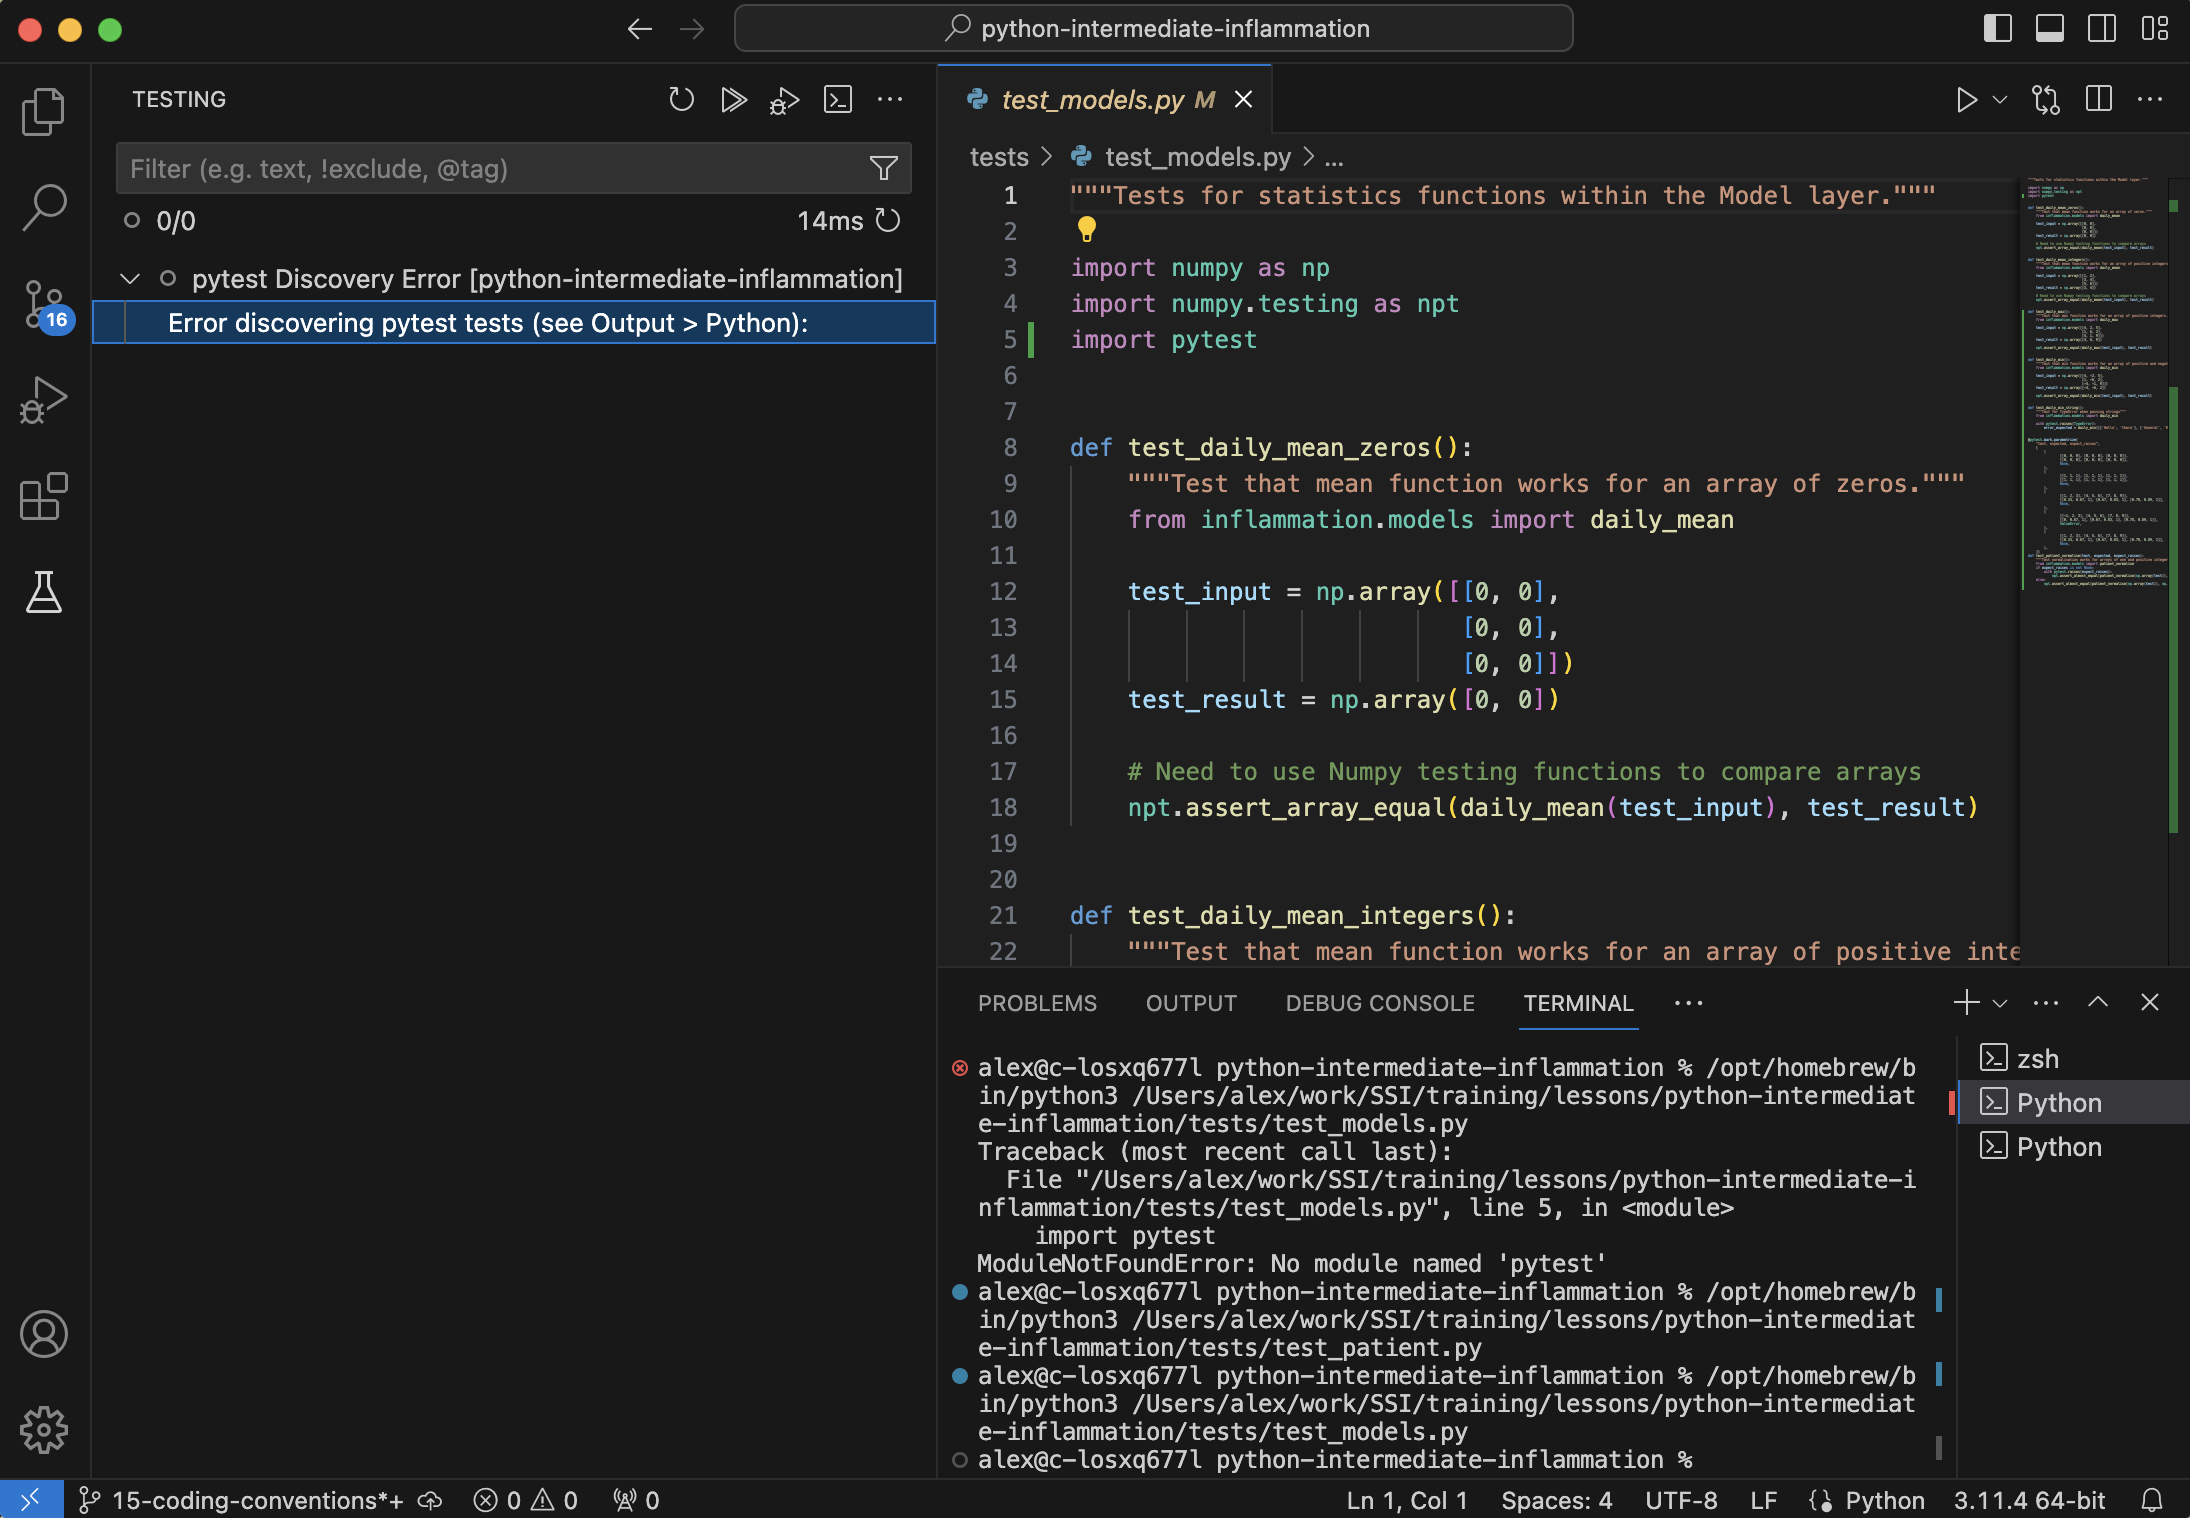 python-intermediate-inflammation
TESTING
Filter (e.g. text, !exclude, @tag)
0/0
14ms
pytest Discovery Error [python-intermediate-inflammation]
Error discovering pytest tests (see Output > Python):
16
test_models.py M
tests > test_models.py > ...
1 """Tests for statistics functions within the Model layer."""
2
3 import numpy as np
4 import numpy.testing as npt
5 import pytest
6
7
8 def test_daily_mean_zeros():
9 """Test that mean function works for an array of zeros."""
10 from inflammation.models import daily_mean
11
12 test_input = np.array([[0, 0],
13 [0, 0],
14 [0, 0]])
15 test_result = np.array([0, 0])
16
17 # Need to use Numpy testing functions to compare arrays
18 npt.assert_array_equal(daily_mean(test_input), test_result)
19
20
21 def test_daily_mean_integers():
22 """Test that mean function works for an array of positive inte
PROBLEMS OUTPUT DEBUG CONSOLE TERMINAL
alex@c-losxq677l python-intermediate-inflammation % /opt/homebrew/b
in/python3 /Users/alex/work/SSI/training/lessons/python-intermediat
e-inflammation/tests/test_models.py
Traceback (most recent call last):
File "/Users/alex/work/SSI/training/lessons/python-intermediate-i
nflammation/tests/test_models.py", line 5, in <module>
import pytest
ModuleNotFoundError: No module named 'pytest'
alex@c-losxq677l python-intermediate-inflammation % /opt/homebrew/b
in/python3 /Users/alex/work/SSI/training/lessons/python-intermediat
e-inflammation/tests/test_patient.py
alex@c-losxq677l python-intermediate-inflammation % /opt/homebrew/b
in/python3 /Users/alex/work/SSI/training/lessons/python-intermediat
e-inflammation/tests/test_models.py
alex@c-losxq677l python-intermediate-inflammation %
zsh
Python
Python
15-coding-conventions*+ 0 0 0 Ln 1, Col 1 Spaces: 4 UTF-8 LF Python 3.11.4 64-bit